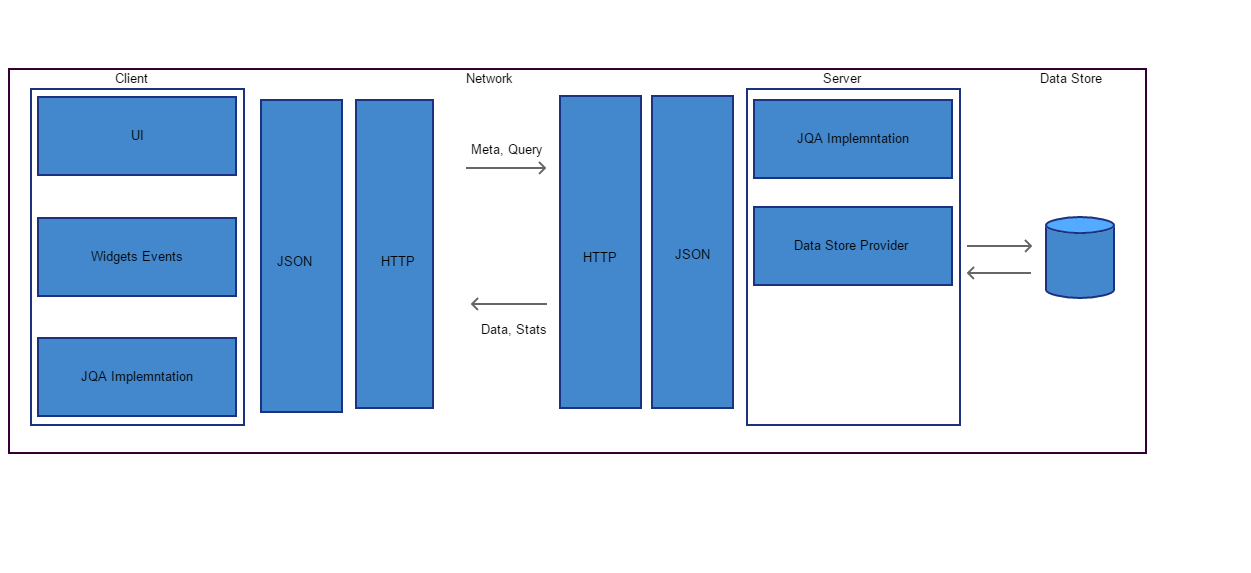 Client
Network
Server
Data Store
UI
Widgets Events
JQA Implemntation
JSON
HTTP
Meta, Query
Data, Stats
HTTP
JSON
JQA Implemntation
Data Store Provider